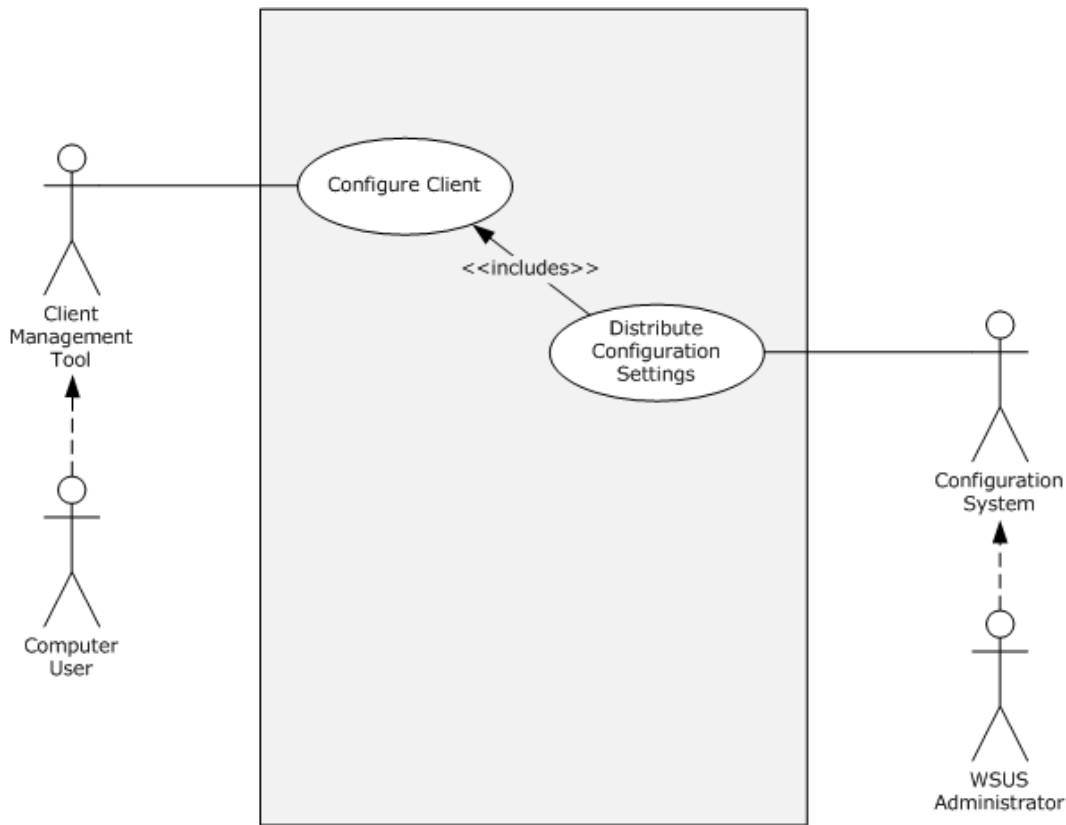 Configure Client
<<includes>>
Distribute
Configuration
Settings
Client
Management
Tool
Computer
User
Configuration
System
WSUS
Administrator